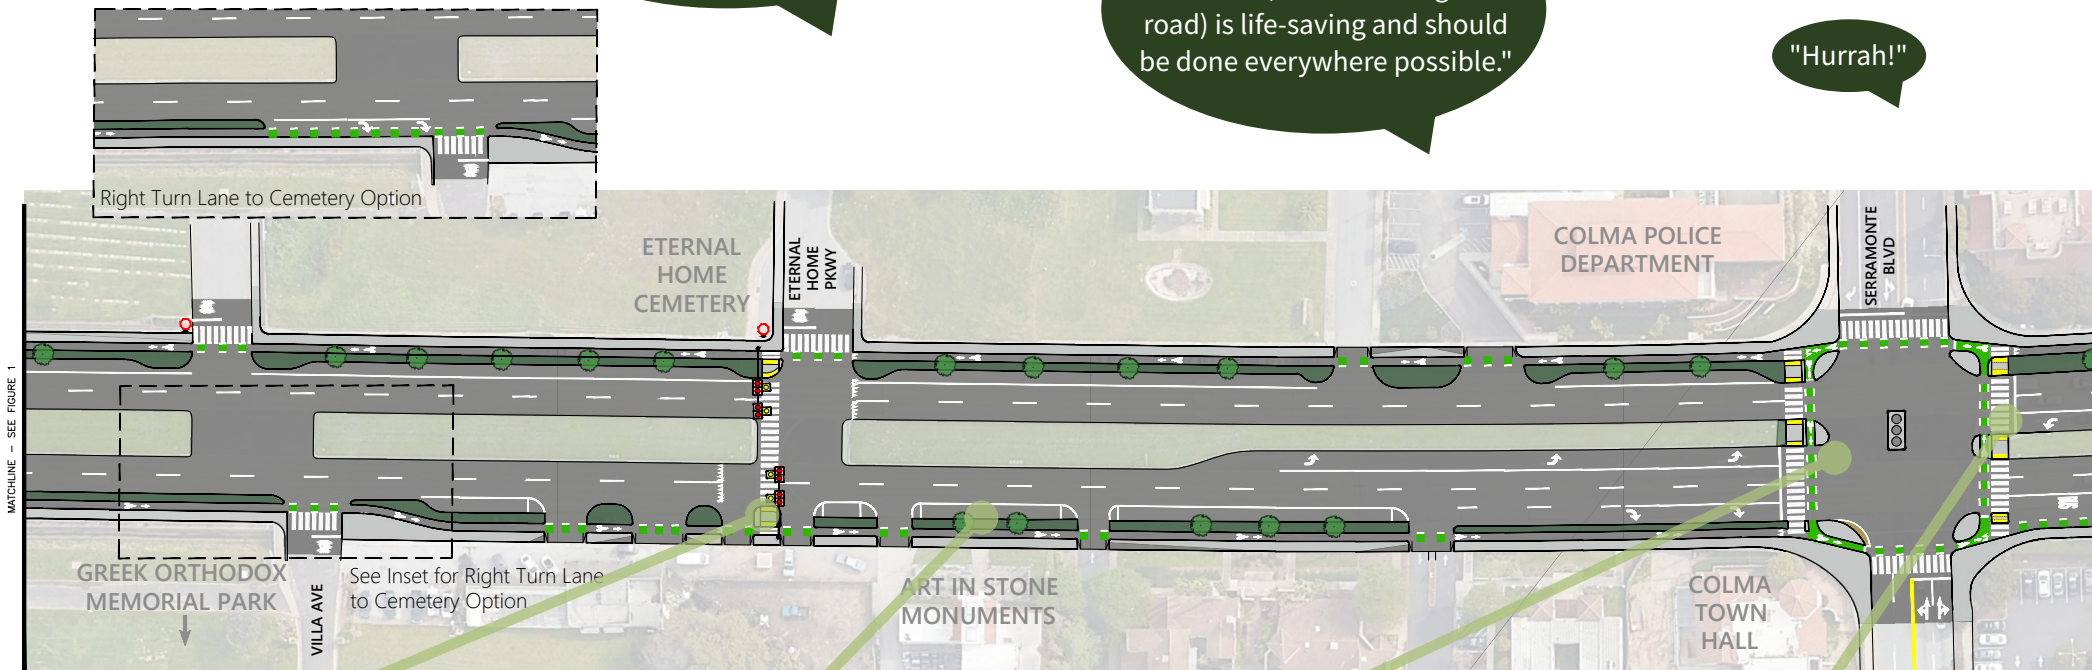 road) is life-saving and should
be done everywhere possible."
"Hurrah!"
Right Turn Lane to Cemetery Option
ETERNAL
HOME
CEMETERY
ETERNAL
HOME
PKWY
COLMA POLICE
DEPARTMENT
SERRAMONTE
BLVD
MATCHLINE - SEE FIGURE 1
GREEK ORTHODOX
MEMORIAL PARK
VILLA AVE
See Inset for Right Turn Lane
to Cemetery Option
ART IN STONE
MONUMENTS
COLMA
TOWN
HALL